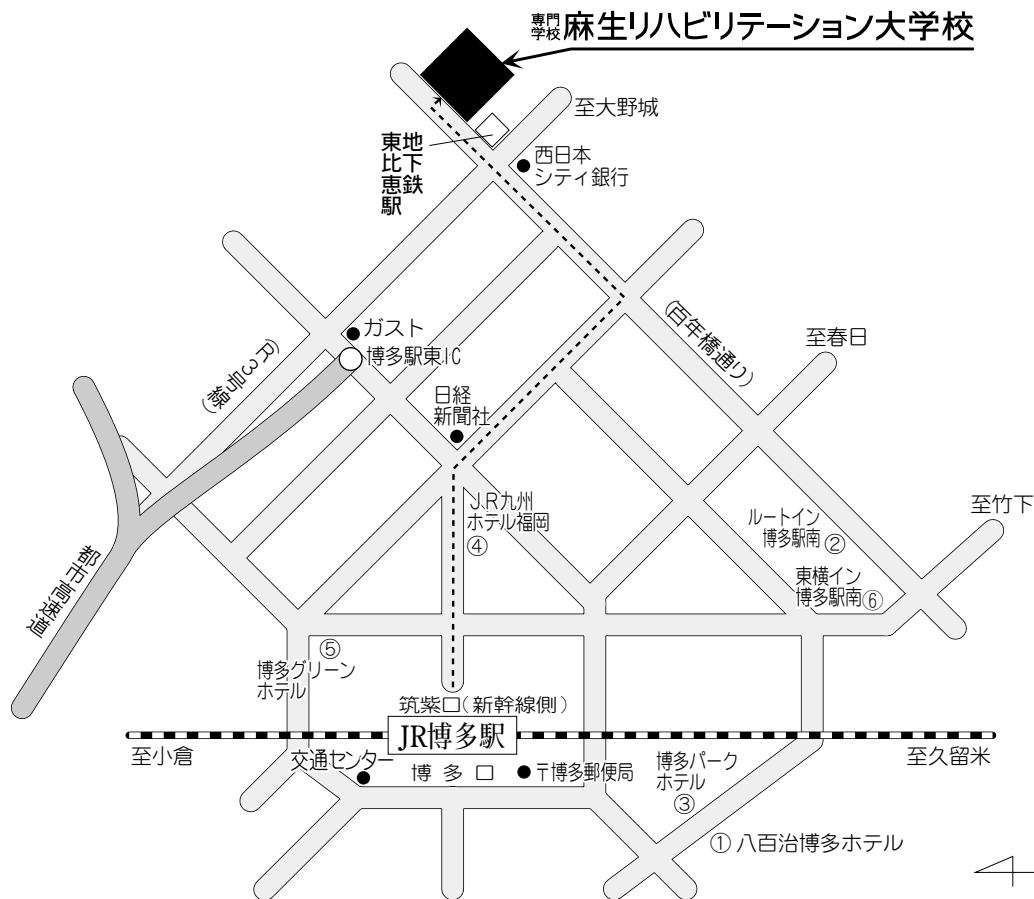 専門
学校
麻生リハビリテーション大学校
至大野城
地下鉄
東比恵駅
西日本
シティ銀行
ガスト
博多駅東IC
(R3号線)
(百年橋通り)
至春日
日経
新聞社
至竹下
JR九州
ホテル福岡
④
ルートイン
博多駅南②
東横イン
博多駅南⑥
都市高速道
⑤
博多グリーン
ホテル
筑紫口(新幹線側)
JR博多駅
至小倉
至久留米
交通センター
博多
〒博多郵便局
博多パーク
ホテル
③
①八百治博多ホテル